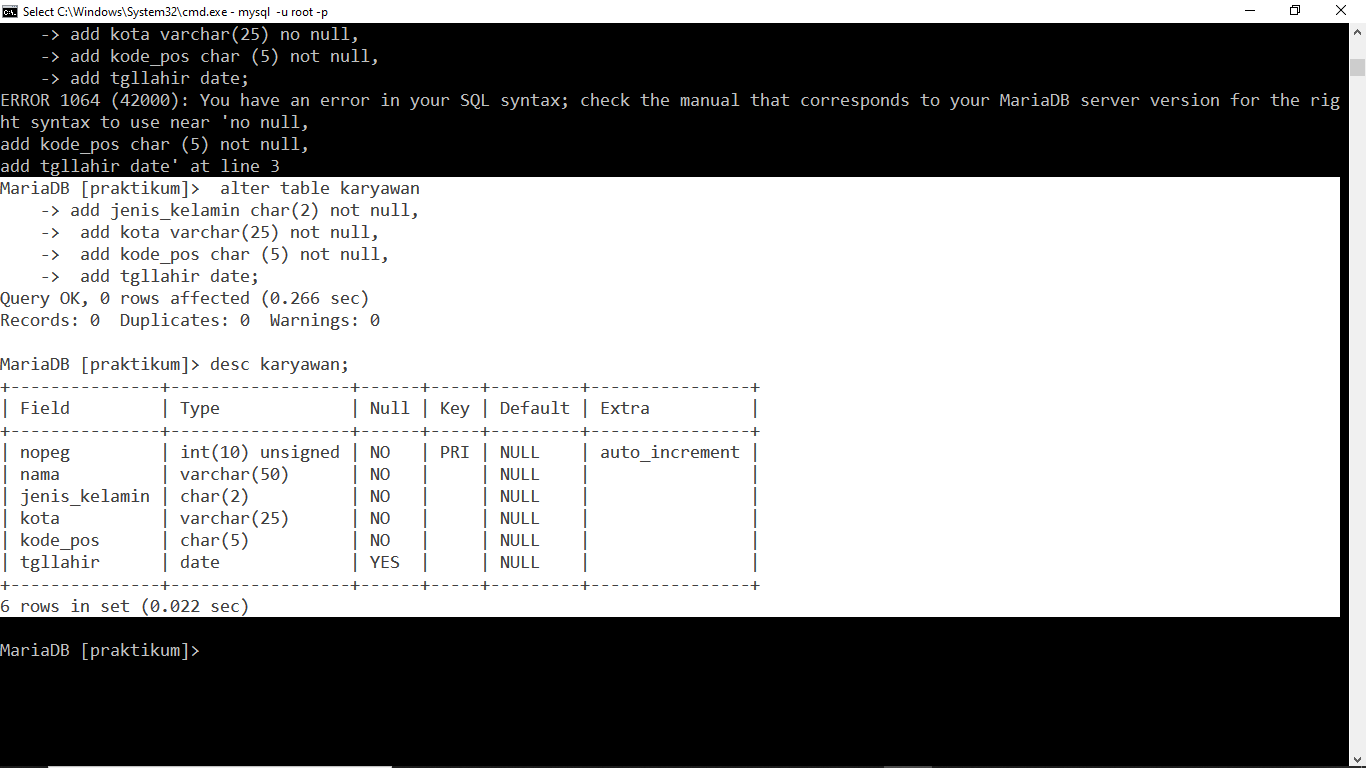 Select C:\Windows\System32\cmd.exe - mysql  -u root -p
    -> add kota varchar(25) no null,
    -> add kode_pos char (5) not null,
    -> add tgllahir date;
ERROR 1064 (42000): You have an error in your SQL syntax; check the manual that corresponds to your MariaDB server version for the rig
ht syntax to use near 'no null,
add kode_pos char (5) not null,
add tgllahir date' at line 3
MariaDB [praktikum]>  alter table karyawan
    -> add jenis_kelamin char(2) not null,
    ->  add kota varchar(25) not null,
    ->  add kode_pos char (5) not null,
    ->  add tgllahir date;
Query OK, 0 rows affected (0.266 sec)
Records: 0  Duplicates: 0  Warnings: 0
MariaDB [praktikum]> desc karyawan;
+---------------+------------------+------+-----+---------+----------------+
| Field         | Type             | Null | Key | Default | Extra          |
+---------------+------------------+------+-----+---------+----------------+
| nopeg         | int(10) unsigned | NO   | PRI | NULL    | auto_increment |
| nama          | varchar(50)      | NO   |     | NULL    |                |
| jenis_kelamin | char(2)          | NO   |     | NULL    |                |
| kota          | varchar(25)      | NO   |     | NULL    |                |
| kode_pos      | char(5)          | NO   |     | NULL    |                |
| tgllahir      | date             | YES  |     | NULL    |                |
+---------------+------------------+------+-----+---------+----------------+
6 rows in set (0.022 sec)
MariaDB [praktikum]>